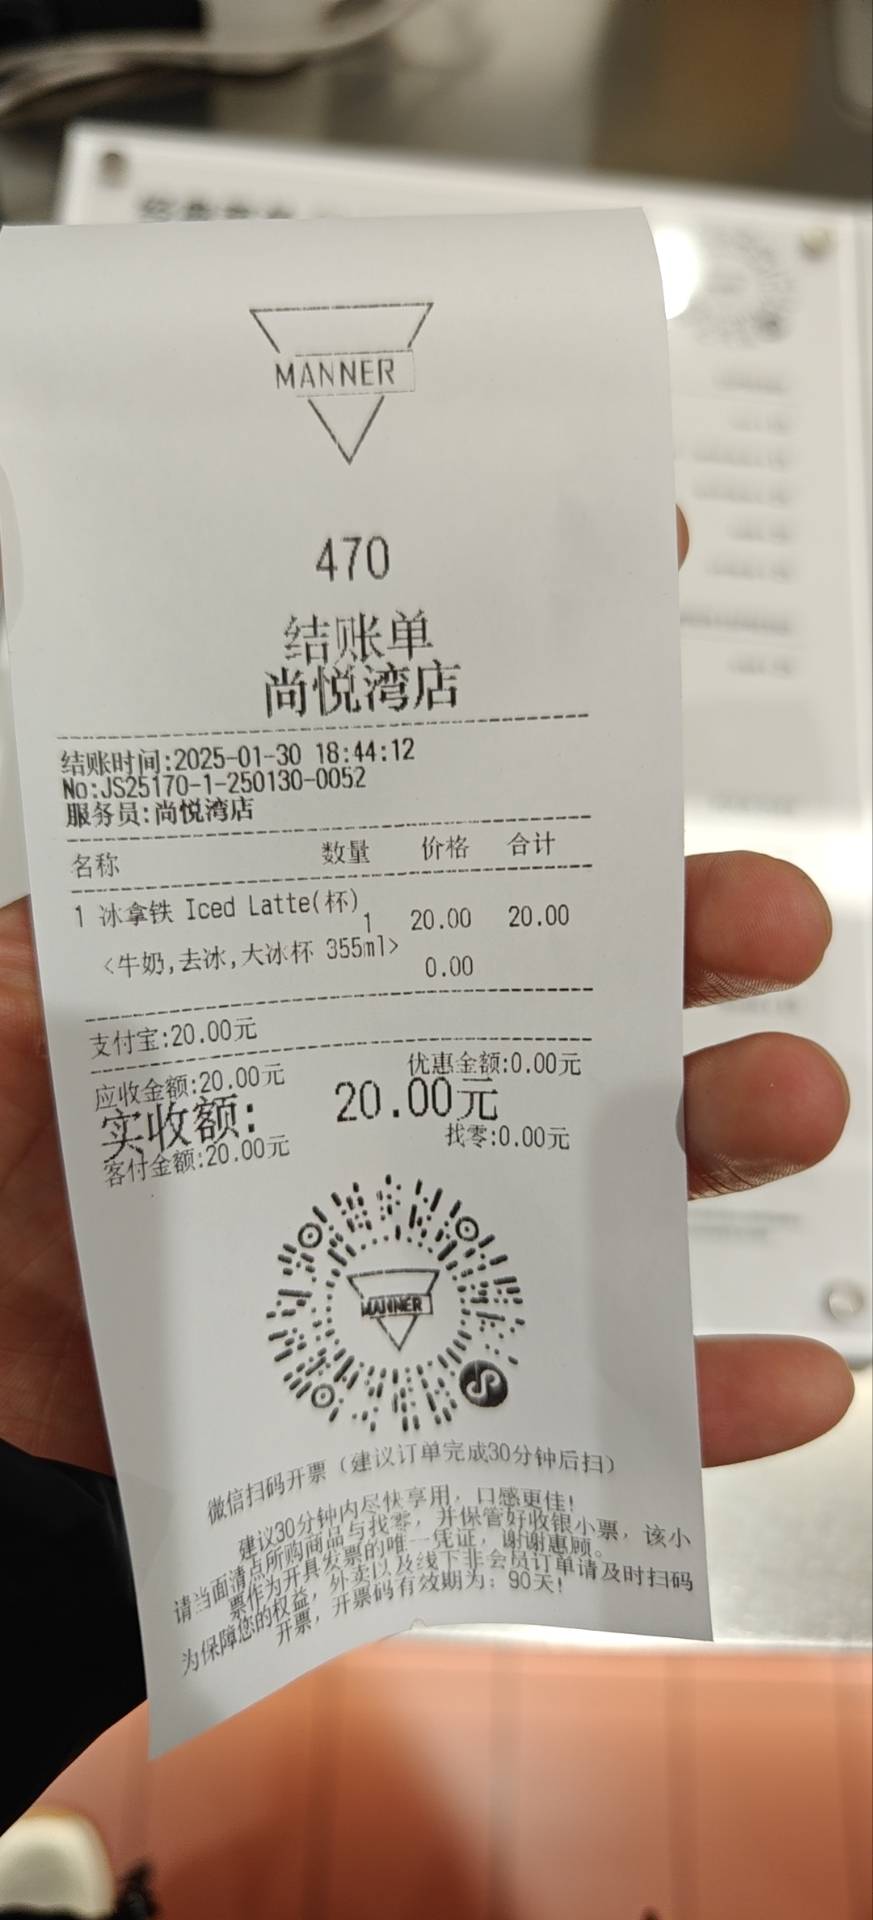 MANNER
470
结账单
尚悦湾店
结账时间:2025-01-30 18:44:12
No:JS25170-1-250130-0052
服务员:尚悦湾店
名称 数量 价格 合计
1 冰拿铁 Iced Latte(杯)
1 20.00 20.00
<牛奶,去冰,大冰杯 355ml>
0.00
支付宝:20.00元
应收金额:20.00元 优惠金额:0.00元
实收额: 20.00元
客付金额:20.00元 找零:0.00元
MANNER
微信扫码开票（建议订单完成30分钟后扫）
建议30分钟内尽快享用，口感更佳!
请当面清点所购商品与找零，并保管好收银小票，该小
票作为开具发票的唯一凭证，谢谢惠顾。
为保障您的权益，外卖以及线下非会员订单请及时扫码
开票，开票码有效期为：90天!